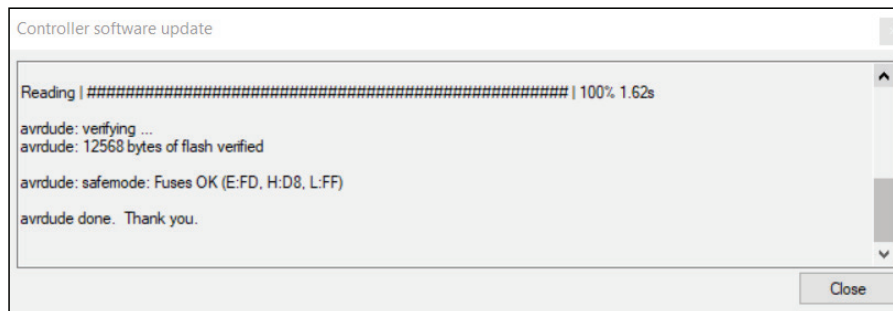 Controller software update
Reading | ################################################## | 100% 1.62s
avrdude: verifying ...
avrdude: 12568 bytes of flash verified
avrdude: safemode: Fuses OK (E:FD, H:D8, L:FF)
avrdude done.  Thank you.
Close